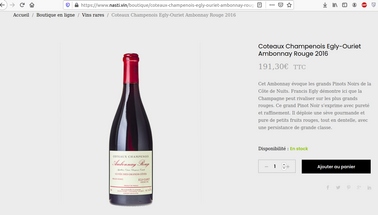 https://www.nasti.vin/boutique/coteaux-champenois-egly-ouriet-ambonnay-rou
Accueil / Boutique en ligne / Vins rares / Coteaux Champenois Egly-Ouriet Ambonnay Rouge 2016
Coteaux Champenois Egly-Ouriet
Ambonnay Rouge 2016
191,30€ TTC
Cet Ambonnay évoque les grands Pinots Noirs de la
Côte de Nuits. Francis Egly démontre ici que la
Champagne peut rivaliser sur les plus grands
rouges. Ce grand Pinot Noir s'exprime avec pureté
et raffinement. Il dépose une sève gourmande et
pure de petits fruits rouges, tout en dentelle, avec
une persistance de grande classe.
Disponibilité : En stock
- 1 +
Ajouter au panier
COTEAUX CHAMPENOIS
Ambonnay Rouge